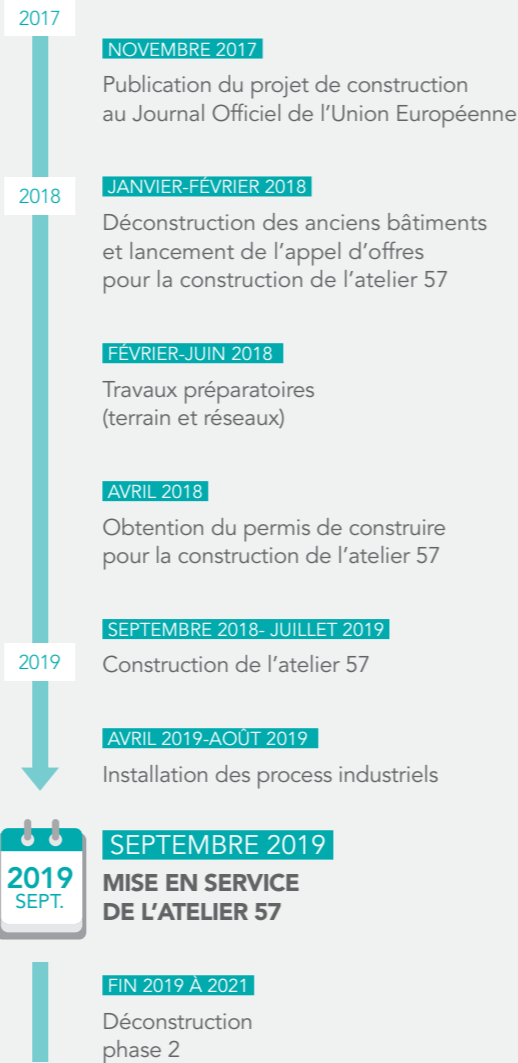 2017
NOVEMBRE 2017
Publication du projet de construction
au Journal Officiel de l'Union Européenne
2018
JANVIER-FÉVRIER 2018
Déconstruction des anciens bâtiments
et lancement de l'appel d'offres
pour la construction de l'atelier 57
FÉVRIER-JUIN 2018
Travaux préparatoires
(terrain et réseaux)
AVRIL 2018
Obtention du permis de construire
pour la construction de l'atelier 57
SEPTEMBRE 2018- JUILLET 2019
2019
Construction de l'atelier 57
AVRIL 2019-AOÛT 2019
Installation des process industriels
2019
SEPT.
SEPTEMBRE 2019
MISE EN SERVICE
DE L'ATELIER 57
FIN 2019 À 2021
Déconstruction
phase 2